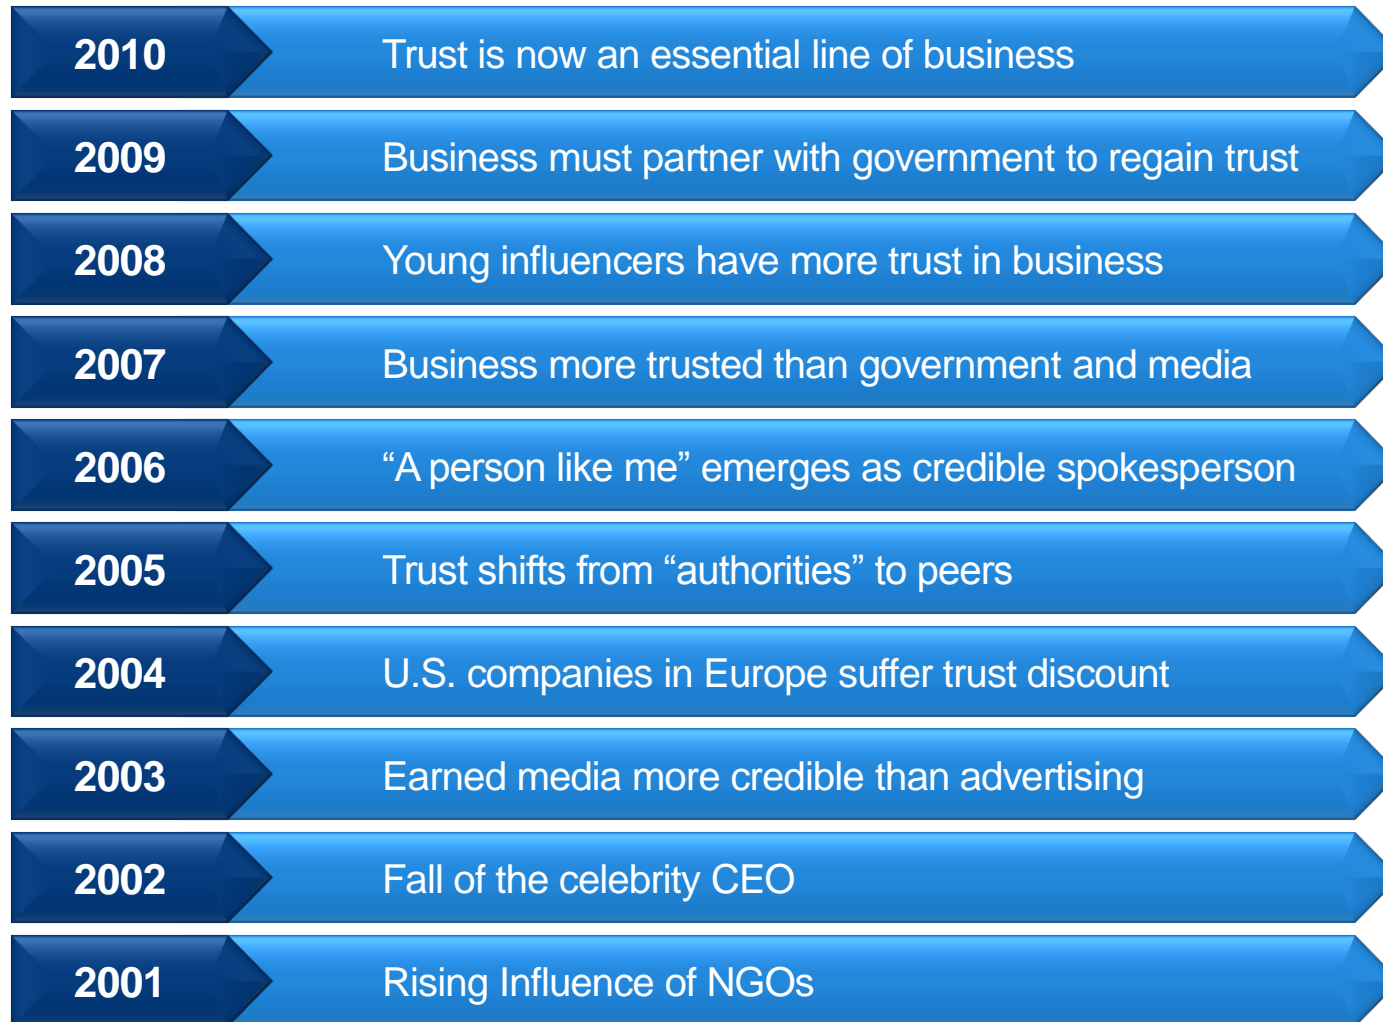 2010 Trust is now an essential line of business
2009 Business must partner with government to regain trust
2008 Young influencers have more trust in business
2007 Business more trusted than government and media
2006 “A person like me” emerges as credible spokesperson
2005 Trust shifts from “authorities” to peers
2004 U.S. companies in Europe suffer trust discount
2003 Earned media more credible than advertising
2002 Fall of the celebrity CEO
2001 Rising Influence of NGOs